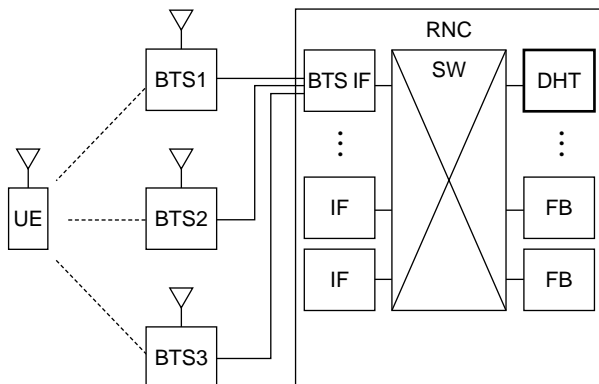 RNC
BTS1
BTS IF
SW
DHT
UE
BTS2
IF
FB
IF
FB
BTS3